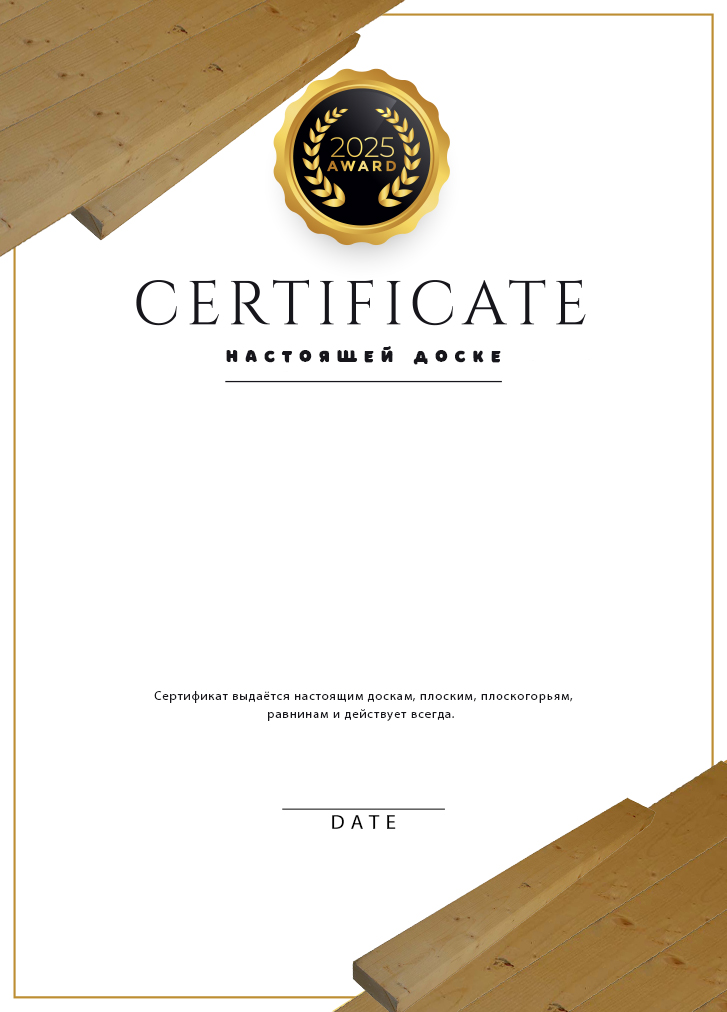 2025
AWARD
CERTIFICATE
НАСТОЯЩЕЙ ДОСКЕ
Сертификат выдаётся настоящим доскам, плоским, плоскогорьям,
равнинам и действует всегда.
DATE